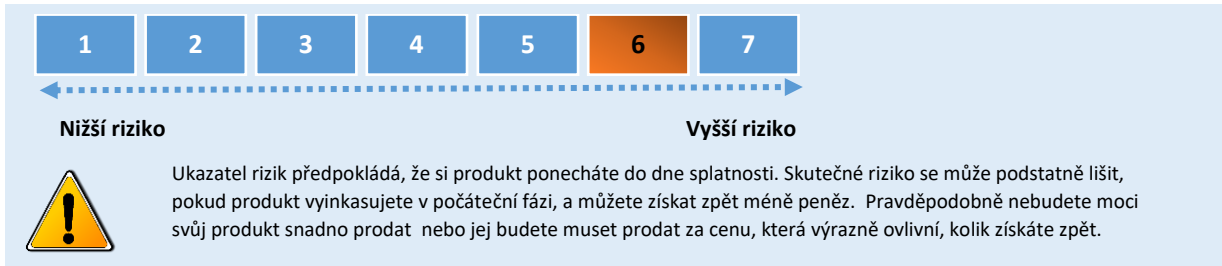 1 2 3 4 5 6 7
Nižší riziko Vyšší riziko
Ukazatel rizik předpokládá, že si produkt ponecháte do dne splatnosti. Skutečné riziko se může podstatně lišit,
pokud produkt vyinkasujete v počáteční fázi, a můžete získat zpět méně peněz. Pravděpodobně nebudete moci
svůj produkt snadno prodat nebo jej budete muset prodat za cenu, která výrazně ovlivní, kolik získáte zpět.